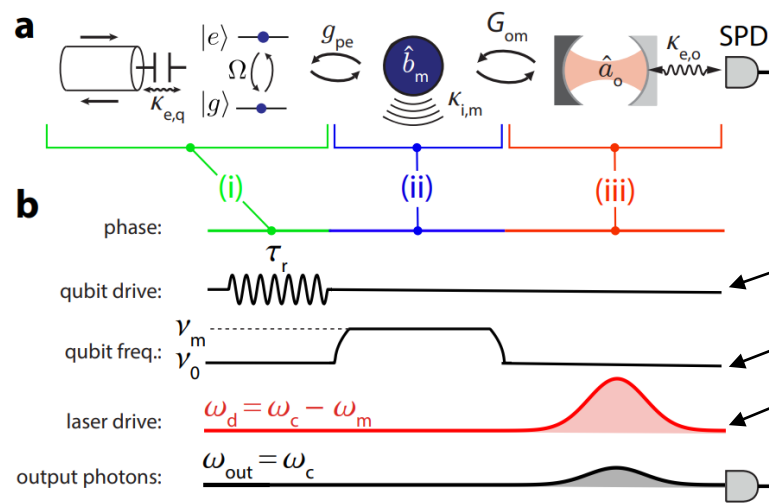 a
|e⟩
|g⟩
Ω
κe,q
gpe
b̂m
κi,m
Gom
âo
κe,o
SPD
(i)
(ii)
(iii)
b
phase:
τr
qubit drive:
νm
qubit freq.:
ν0
laser drive:
ωd = ωc − ωm
output photons:
ωout = ωc